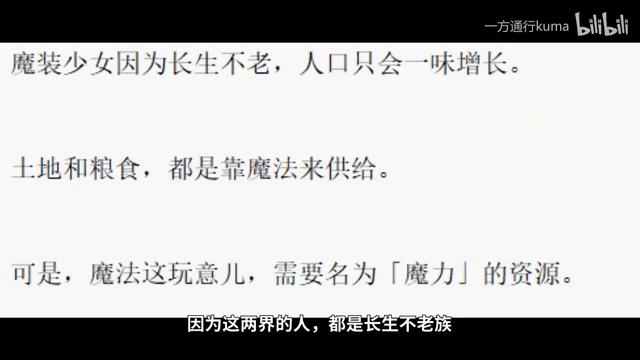 一方通行kuma bilibili
魔装少女因为长生不老，人口只会一味增长。
土地和粮食，都是靠魔法来供给。
可是，魔法这玩意儿，需要名为「魔力」的资源。
因为这两界的人，都是长生不老族